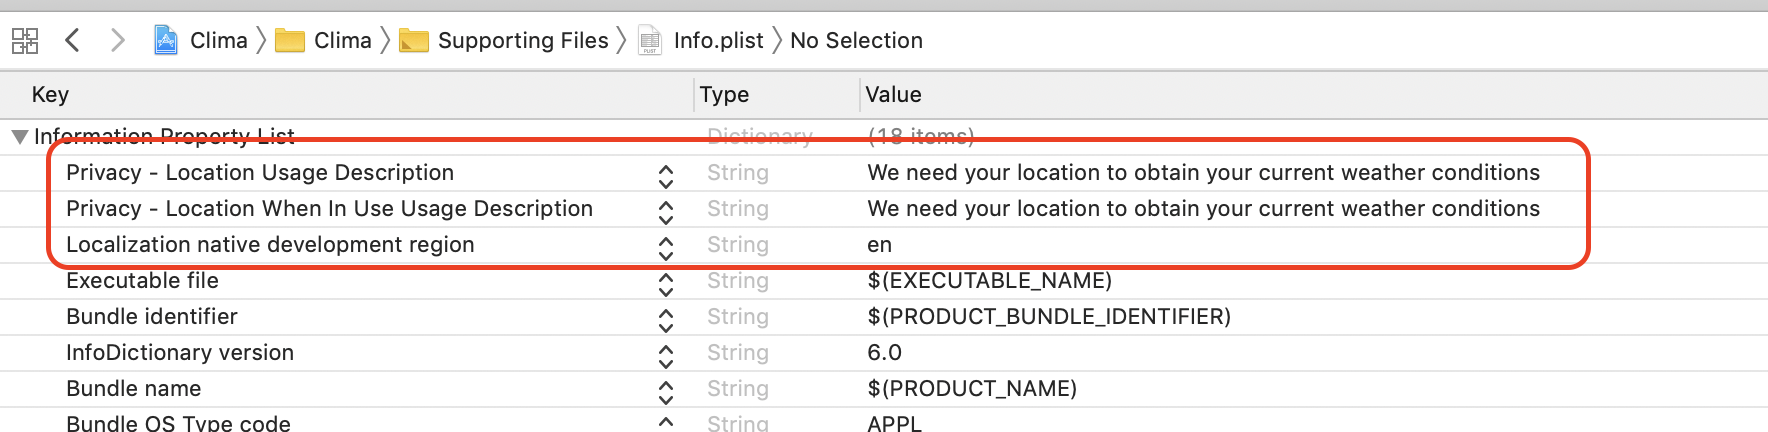 Clima Clima Supporting Files Info.plist No Selection
Key Type Value
Information Property List Dictionary (18 items)
Privacy - Location Usage Description String We need your location to obtain your current weather conditions
Privacy - Location When In Use Usage Description String We need your location to obtain your current weather conditions
Localization native development region String en
Executable file String $(EXECUTABLE_NAME)
Bundle identifier String $(PRODUCT_BUNDLE_IDENTIFIER)
InfoDictionary version String 6.0
Bundle name String $(PRODUCT_NAME)
Bundle OS Type code String APPL